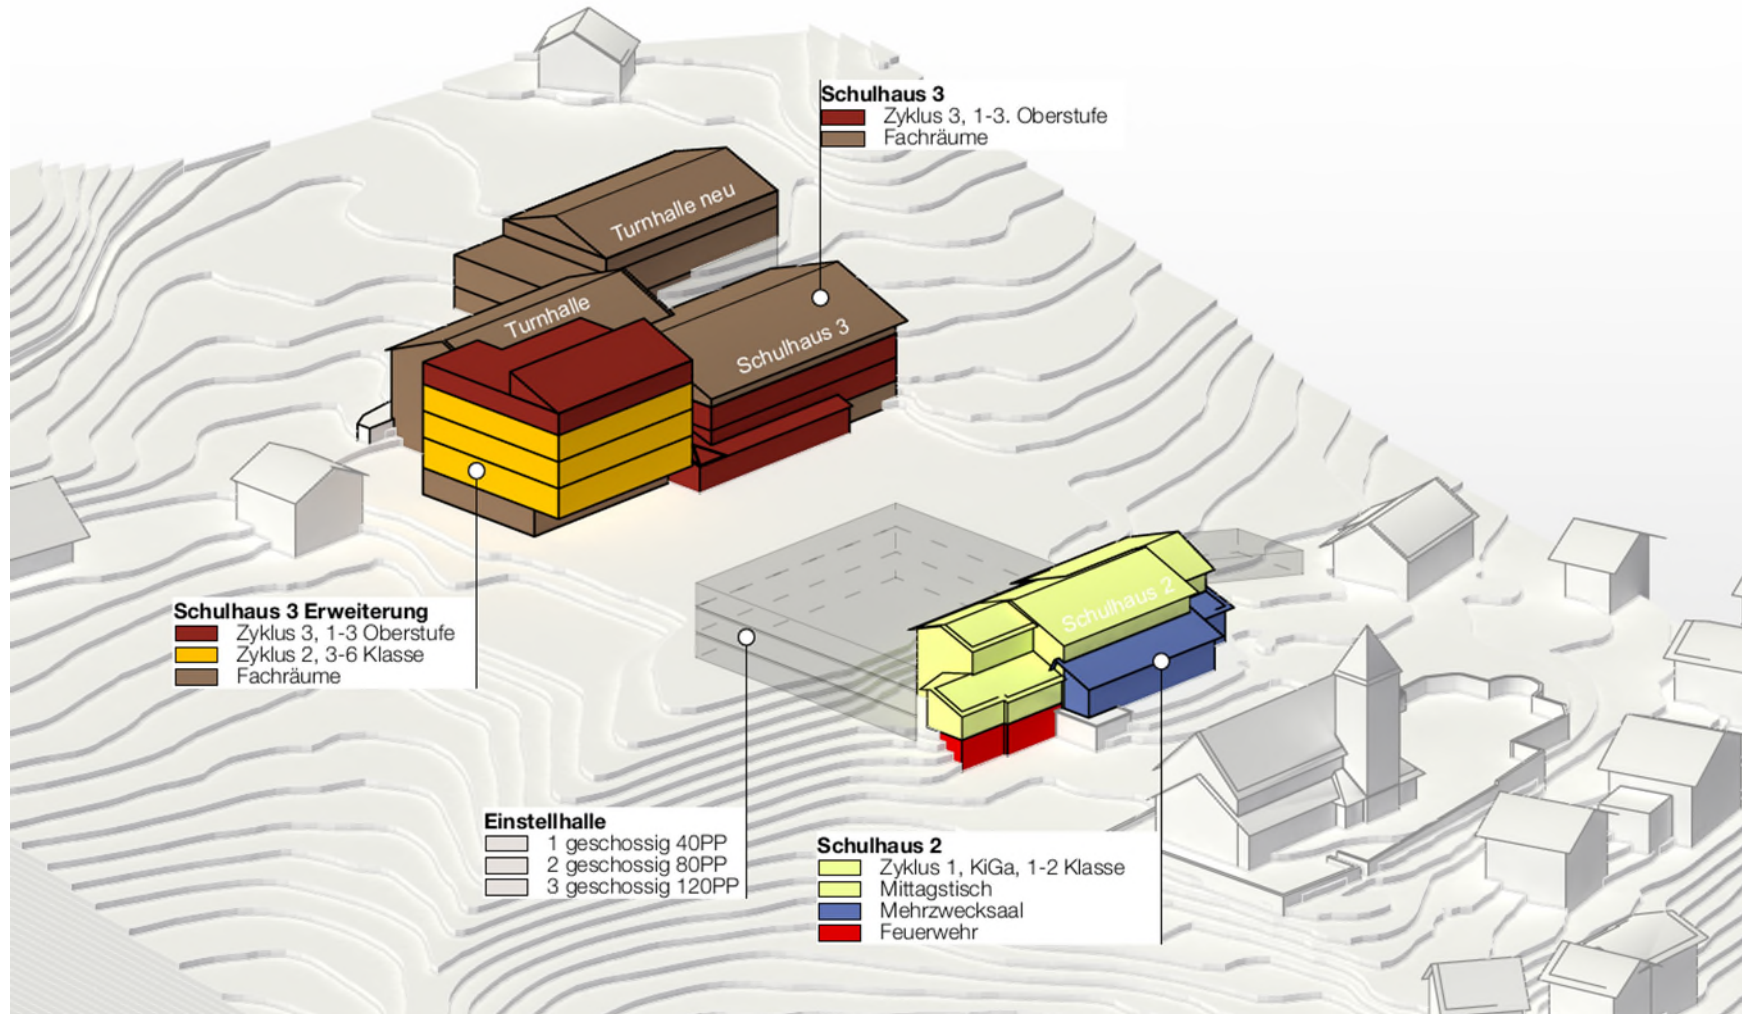 Schulhaus 3
Zyklus 3, 1-3. Oberstufe
Fachräume
Turnhalle neu
Turnhalle
Schulhaus 3
Schulhaus 3 Erweiterung
Zyklus 3, 1-3 Oberstufe
Zyklus 2, 3-6 Klasse
Fachräume
Schulhaus 2
Einstellhalle
1 geschossig 40PP
2 geschossig 80PP
3 geschossig 120PP
Schulhaus 2
Zyklus 1, KiGa, 1-2 Klasse
Mittagstisch
Mehrzwecksaal
Feuerwehr